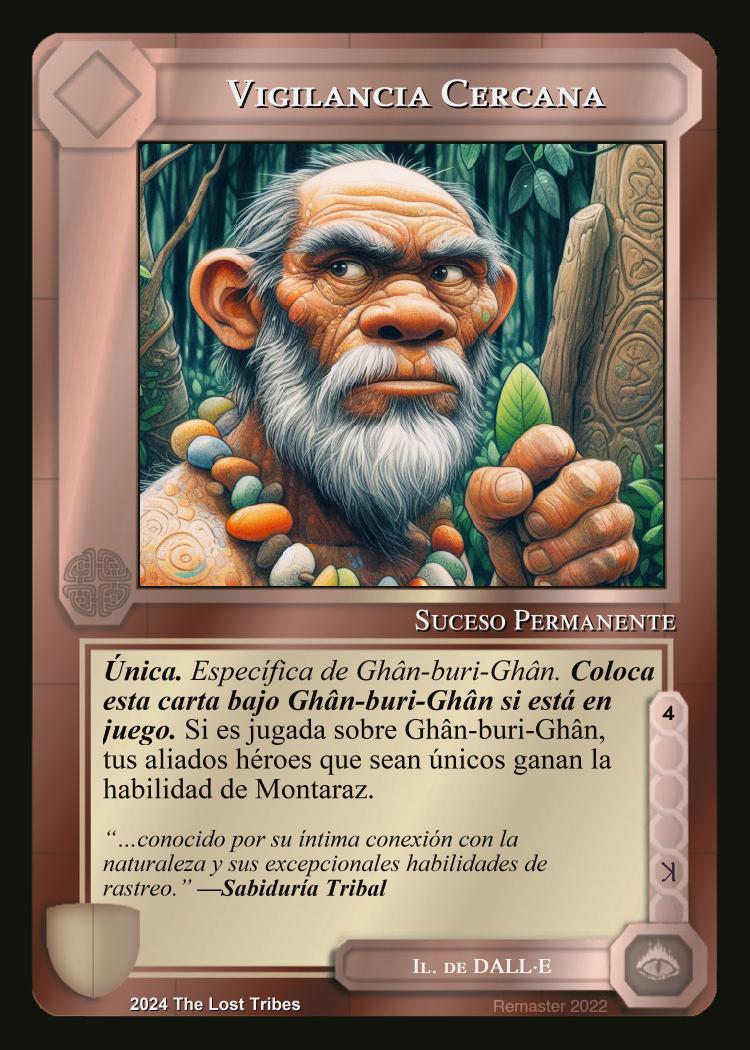 Vigilancia Cercana
Suceso Permanente
Única. Específica de Ghân-buri-Ghân. Coloca
esta carta bajo Ghân-buri-Ghân si está en
juego. Si es jugada sobre Ghân-buri-Ghân,
tus aliados héroes que sean únicos ganan la
habilidad de Montaraz.
4
“...conocido por su íntima conexión con la
naturaleza y sus excepcionales habilidades de
rastreo.” —Sabiduría Tribal
Il. de DALL·E
2024 The Lost Tribes
Remaster 2022